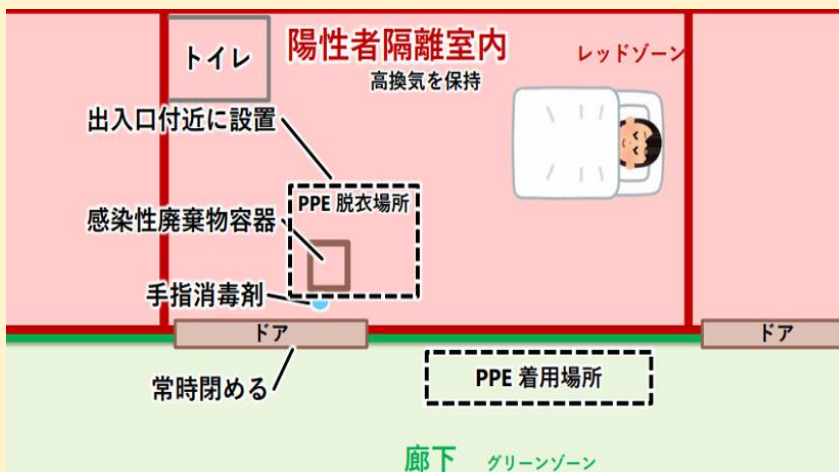 トイレ
陽性者隔離室内
高換気を保持
レッドゾーン
出入口付近に設置
PPE 脱衣場所
感染性廃棄物容器
手指消毒剤
ドア
ドア
常時閉める
PPE 着用場所
廊下 グリーンゾーン